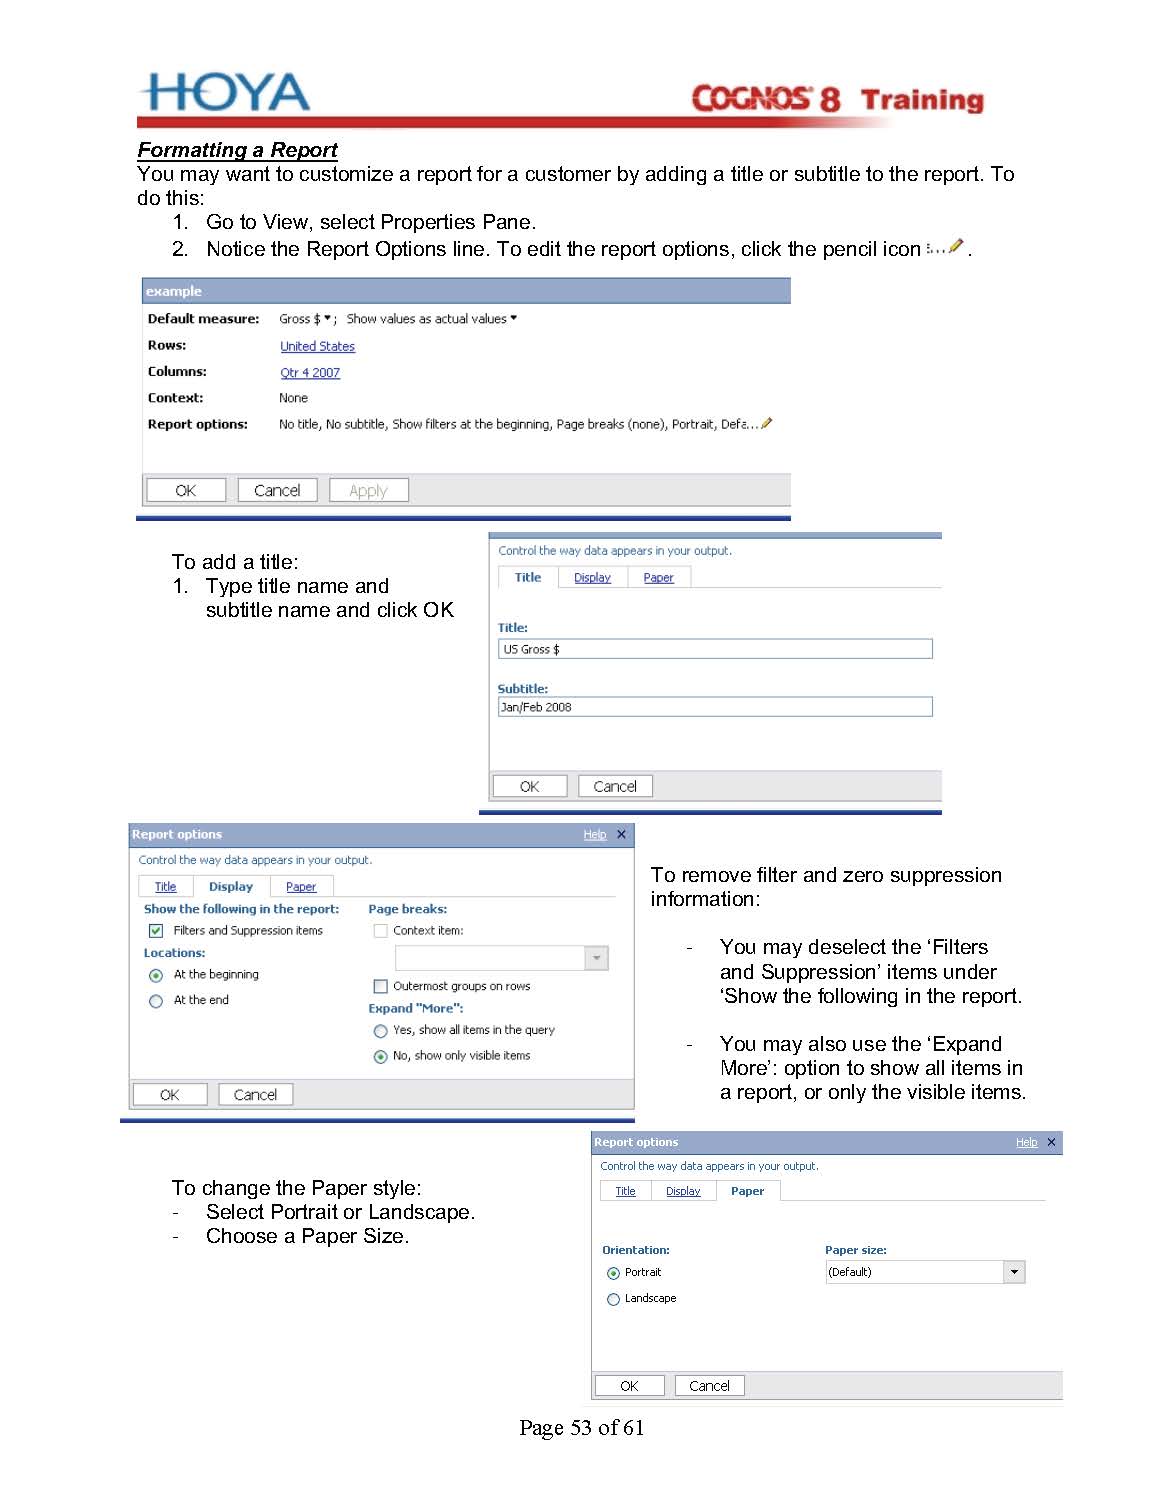 HOYA
COGNOS 8 Training
Formatting a Report
You may want to customize a report for a customer by adding a title or subtitle to the report. To
do this:
1. Go to View, select Properties Pane.
2. Notice the Report Options line. To edit the report options, click the pencil icon ... .
example
Default measure: Gross $ ; Show values as actual values
Rows: United States
Columns: Qtr 4 2007
Context: None
Report options: No title, No subtitle, Show filters at the beginning, Page breaks (none), Portrait, Defa...
OK Cancel Apply
To add a title:
1. Type title name and
subtitle name and click OK
Control the way data appears in your output.
Title Display Paper
Title:
US Gross $
Subtitle:
Jan/Feb 2008
OK Cancel
Report options Help X
Control the way data appears in your output.
Title Display Paper
Show the following in the report: Page breaks:
Filters and Suppression items Context item:
Locations:
At the beginning
Outermost groups on rows
At the end
Expand "More":
Yes, show all items in the query
No, show only visible items
OK Cancel
To remove filter and zero suppression
information:
- You may deselect the ‘Filters
and Suppression’ items under
‘Show the following in the report.
- You may also use the ‘Expand
More’: option to show all items in
a report, or only the visible items.
To change the Paper style:
- Select Portrait or Landscape.
- Choose a Paper Size.
Report options Help X
Control the way data appears in your output.
Title Display Paper
Orientation: Paper size:
Portrait (Default)
Landscape
OK Cancel
Page 53 of 61